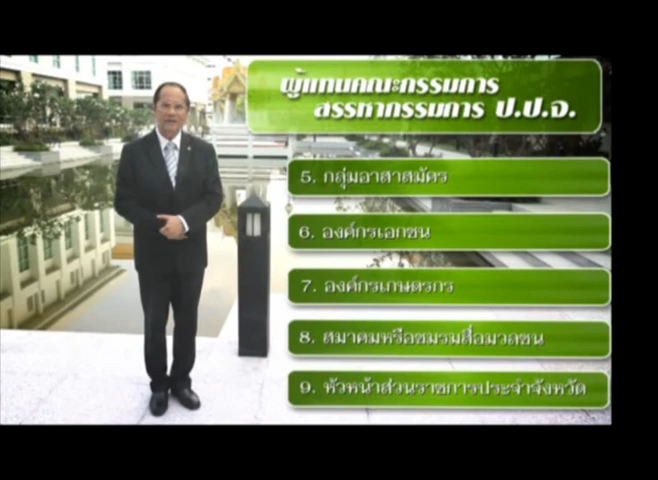 ผู้แทนคณะกรรมการ
สรรหากรรมการ ป.ป.จ.
5. กลุ่มอาสาสมัคร
6. องค์กรเอกชน
7. องค์กรเกษตรกร
8. สมาคมหรือชมรมสื่อมวลชน
9. หัวหน้าส่วนราชการประจำจังหวัด